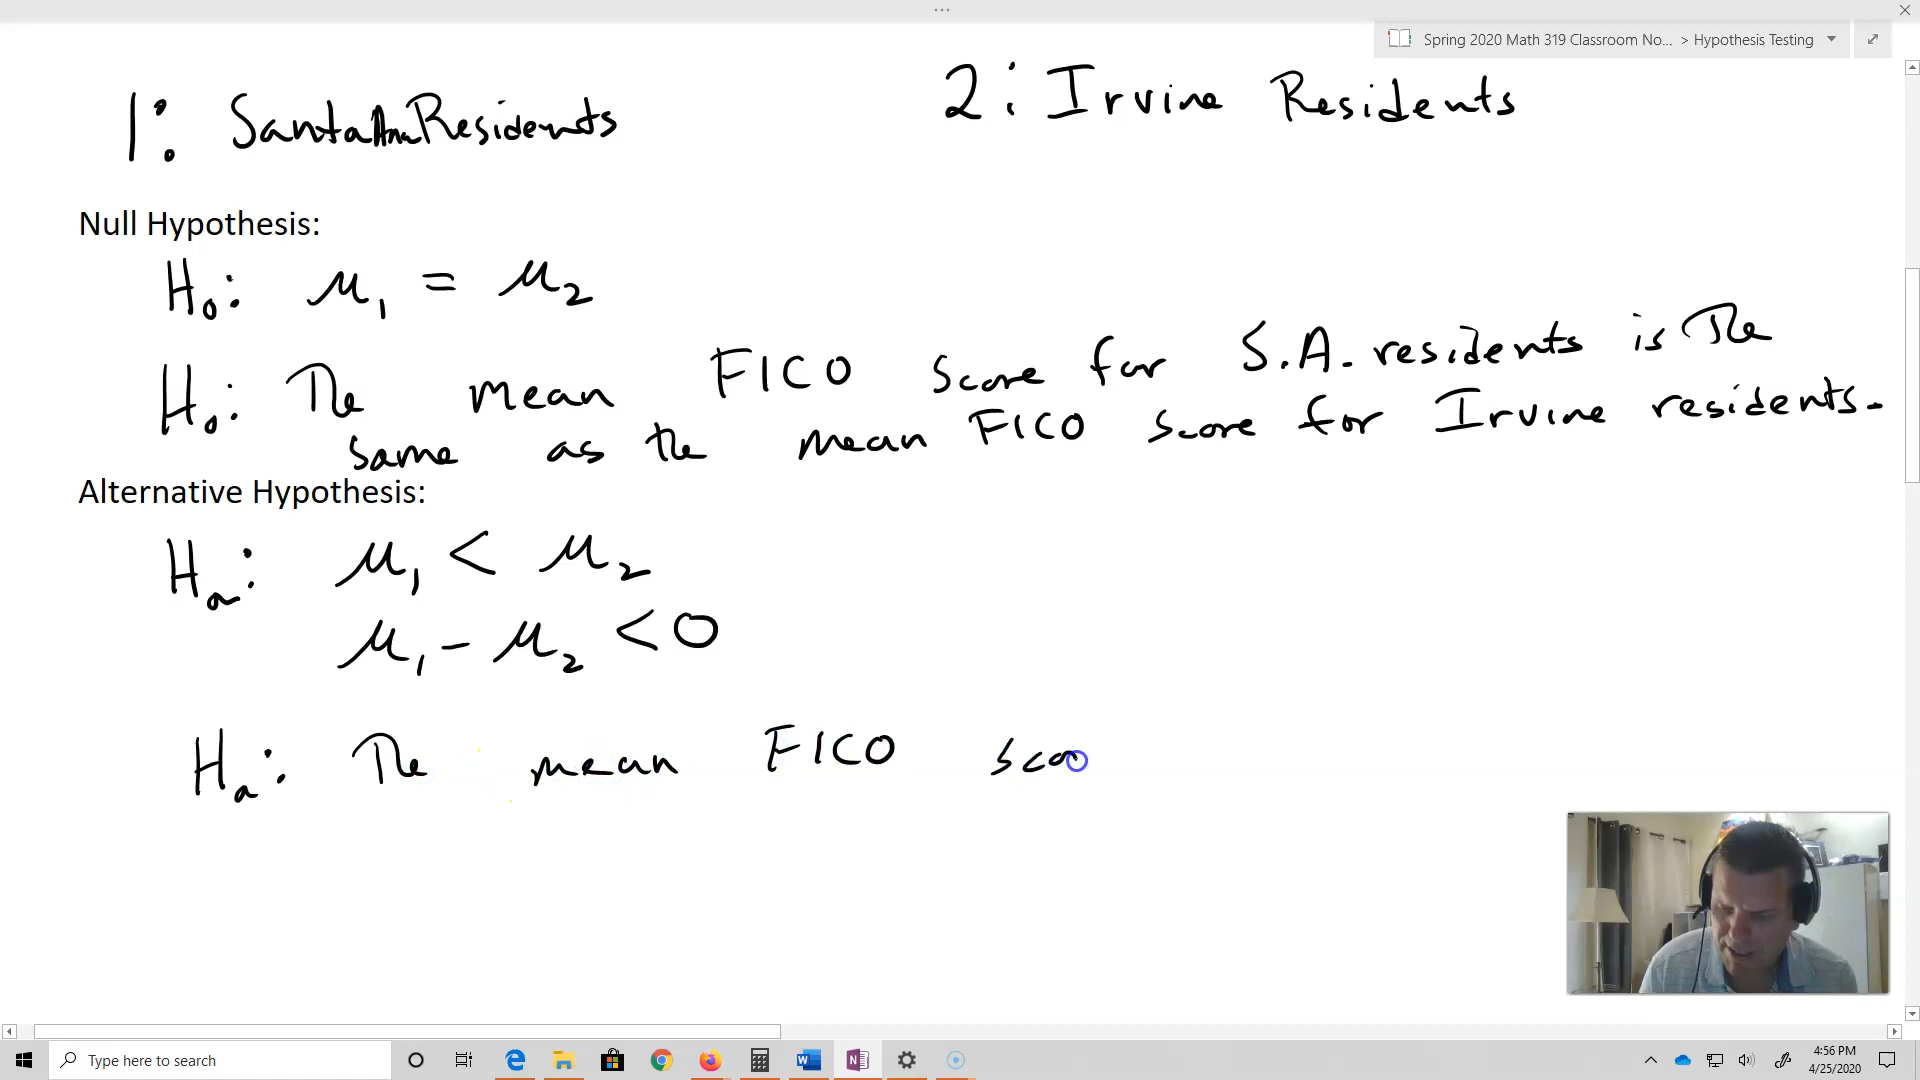 Spring 2020 Math 319 Classroom No... > Hypothesis Testing
1: Santa Ana Residents
2: Irvine Residents
Null Hypothesis:
H₀: μ₁ = μ₂
H₀: The mean FICO Score for S.A. residents is the
same as the mean FICO score for Irvine residents.
Alternative Hypothesis:
Hₐ: μ₁ < μ₂
μ₁ - μ₂ < 0
Hₐ: The mean FICO sco
Type here to search
4:56 PM
4/25/2020